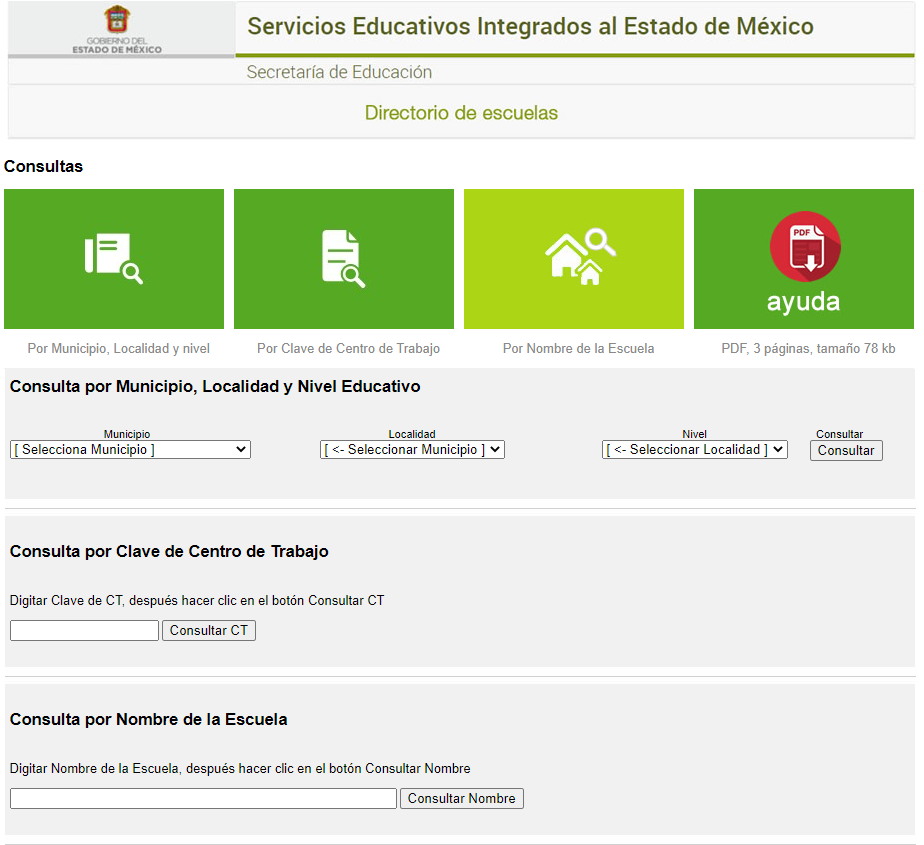 GOBIERNO DEL
ESTADO DE MÉXICO
Servicios Educativos Integrados al Estado de México
Secretaría de Educación
Directorio de escuelas
Consultas
PDF
ayuda
Por Municipio, Localidad y nivel
Por Clave de Centro de Trabajo
Por Nombre de la Escuela
PDF, 3 páginas, tamaño 78 kb
Consulta por Municipio, Localidad y Nivel Educativo
Municipio
Localidad
Nivel
Consultar
[ Selecciona Municipio ]
[ <- Seleccionar Municipio ]
[ <- Seleccionar Localidad ]
Consultar
Consulta por Clave de Centro de Trabajo
Digitar Clave de CT, después hacer clic en el botón Consultar CT
Consultar CT
Consulta por Nombre de la Escuela
Digitar Nombre de la Escuela, después hacer clic en el botón Consultar Nombre
Consultar Nombre